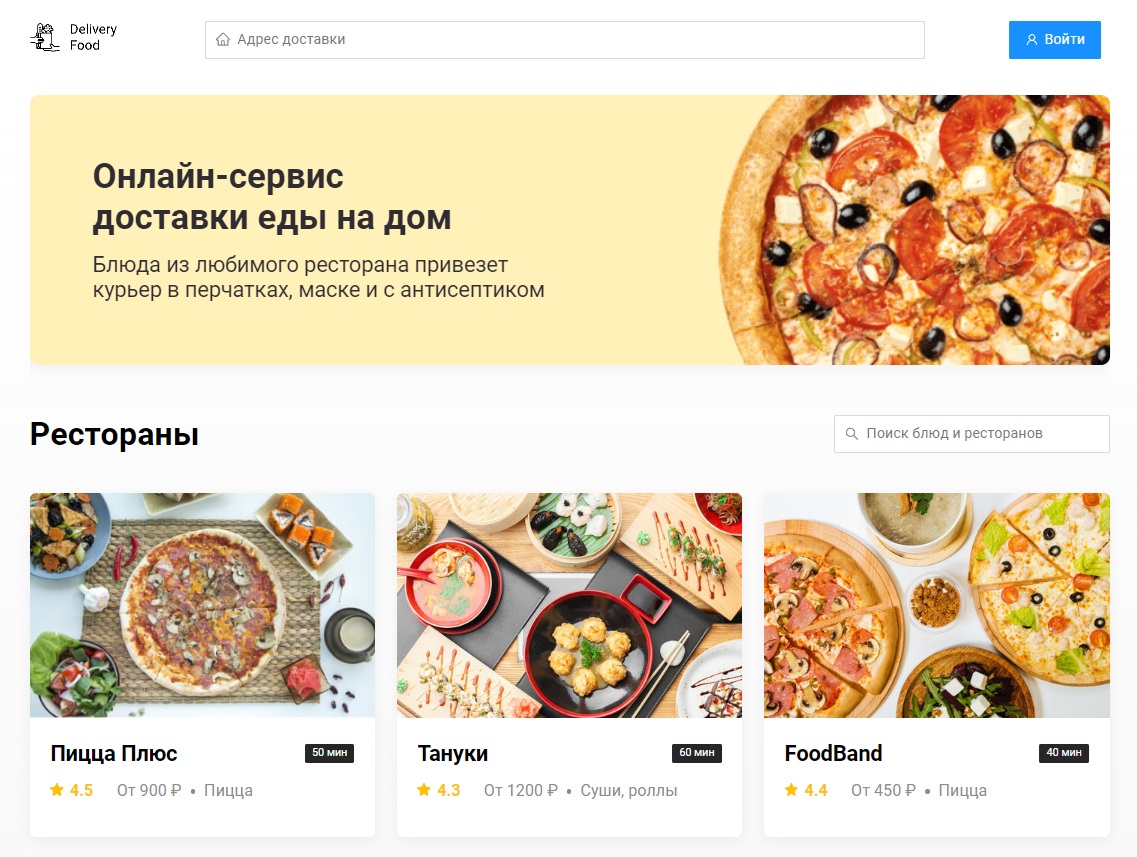 Delivery
Food
Адрес доставки
Войти
Онлайн-сервис
доставки еды на дом
Блюда из любимого ресторана привезет
курьер в перчатках, маске и с антисептиком
Рестораны
Поиск блюд и ресторанов
Пицца Плюс
50 мин
4.5 От 900 ₽ • Пицца
Тануки
60 мин
4.3 От 1200 ₽ • Суши, роллы
FoodBand
40 мин
4.4 От 450 ₽ • Пицца